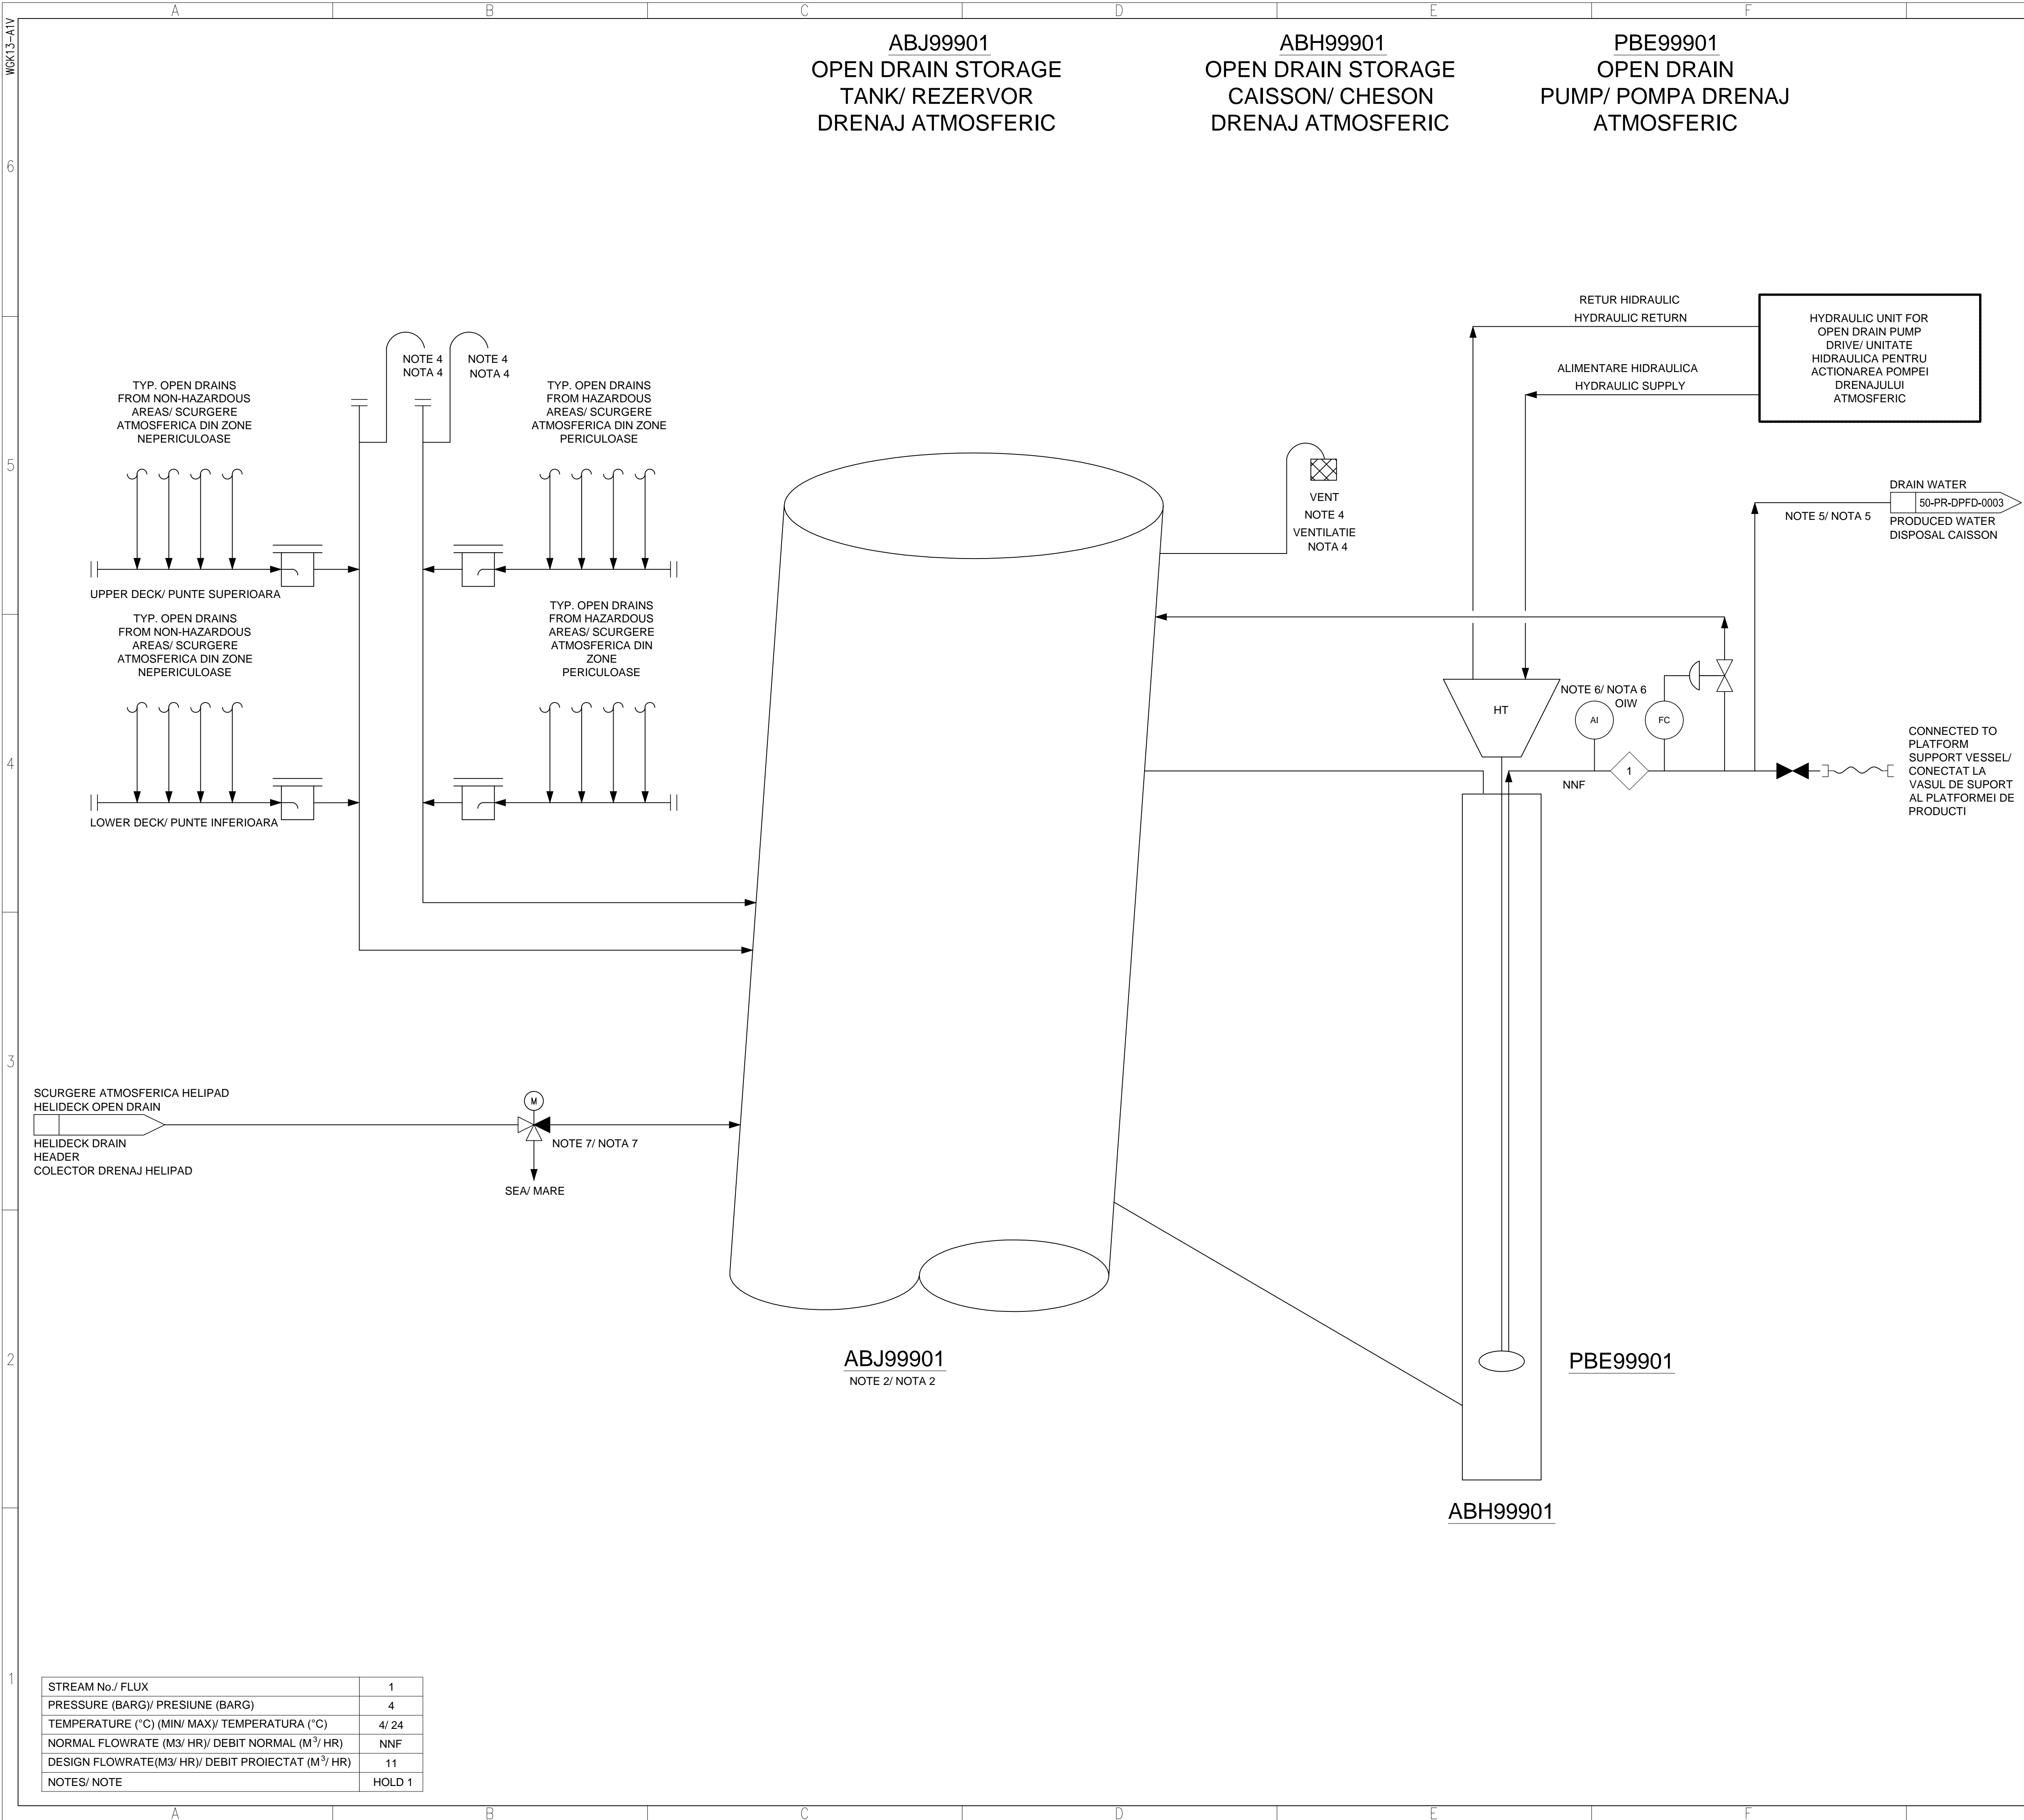 A B C D E F
WGK13-A1V
ABJ99901
OPEN DRAIN STORAGE
TANK/ REZERVOR
DRENAJ ATMOSFERIC
ABH99901
OPEN DRAIN STORAGE
CAISSON/ CHESON
DRENAJ ATMOSFERIC
PBE99901
OPEN DRAIN
PUMP/ POMPA DRENAJ
ATMOSFERIC
6
RETUR HIDRAULIC
HYDRAULIC RETURN
ALIMENTARE HIDRAULICA
HYDRAULIC SUPPLY
HYDRAULIC UNIT FOR
OPEN DRAIN PUMP
DRIVE/ UNITATE
HIDRAULICA PENTRU
ACTIONAREA POMPEI
DRENAJULUI
ATMOSFERIC
NOTE 4
NOTA 4
NOTE 4
NOTA 4
TYP. OPEN DRAINS
FROM NON-HAZARDOUS
AREAS/ SCURGERE
ATMOSFERICA DIN ZONE
NEPERICULOASE
TYP. OPEN DRAINS
FROM HAZARDOUS
AREAS/ SCURGERE
ATMOSFERICA DIN ZONE
PERICULOASE
5
VENT
NOTE 4
VENTILATIE
NOTA 4
NOTE 5/ NOTA 5
DRAIN WATER
50-PR-DPFD-0003
PRODUCED WATER
DISPOSAL CAISSON
UPPER DECK/ PUNTE SUPERIOARA
TYP. OPEN DRAINS
FROM NON-HAZARDOUS
AREAS/ SCURGERE
ATMOSFERICA DIN ZONE
NEPERICULOASE
TYP. OPEN DRAINS
FROM HAZARDOUS
AREAS/ SCURGERE
ATMOSFERICA DIN
ZONE
PERICULOASE
HT
NOTE 6/ NOTA 6
OIW
AI
FC
4
NNF
1
CONNECTED TO
PLATFORM
SUPPORT VESSEL/
CONECTAT LA
VASUL DE SUPORT
AL PLATFORMEI DE
PRODUCTI
LOWER DECK/ PUNTE INFERIOARA
3
SCURGERE ATMOSFERICA HELIPAD
HELIDECK OPEN DRAIN
HELIDECK DRAIN
HEADER
COLECTOR DRENAJ HELIPAD
M
NOTE 7/ NOTA 7
SEA/ MARE
2
ABJ99901
NOTE 2/ NOTA 2
PBE99901
ABH99901
1
STREAM No./ FLUX 1
PRESSURE (BARG)/ PRESIUNE (BARG) 4
TEMPERATURE (°C) (MIN/ MAX)/ TEMPERATURA (°C) 4/ 24
NORMAL FLOWRATE (M3/ HR)/ DEBIT NORMAL (M³/ HR) NNF
DESIGN FLOWRATE(M3/ HR)/ DEBIT PROIECTAT (M³/ HR) 11
NOTES/ NOTE HOLD 1
A B C D E F